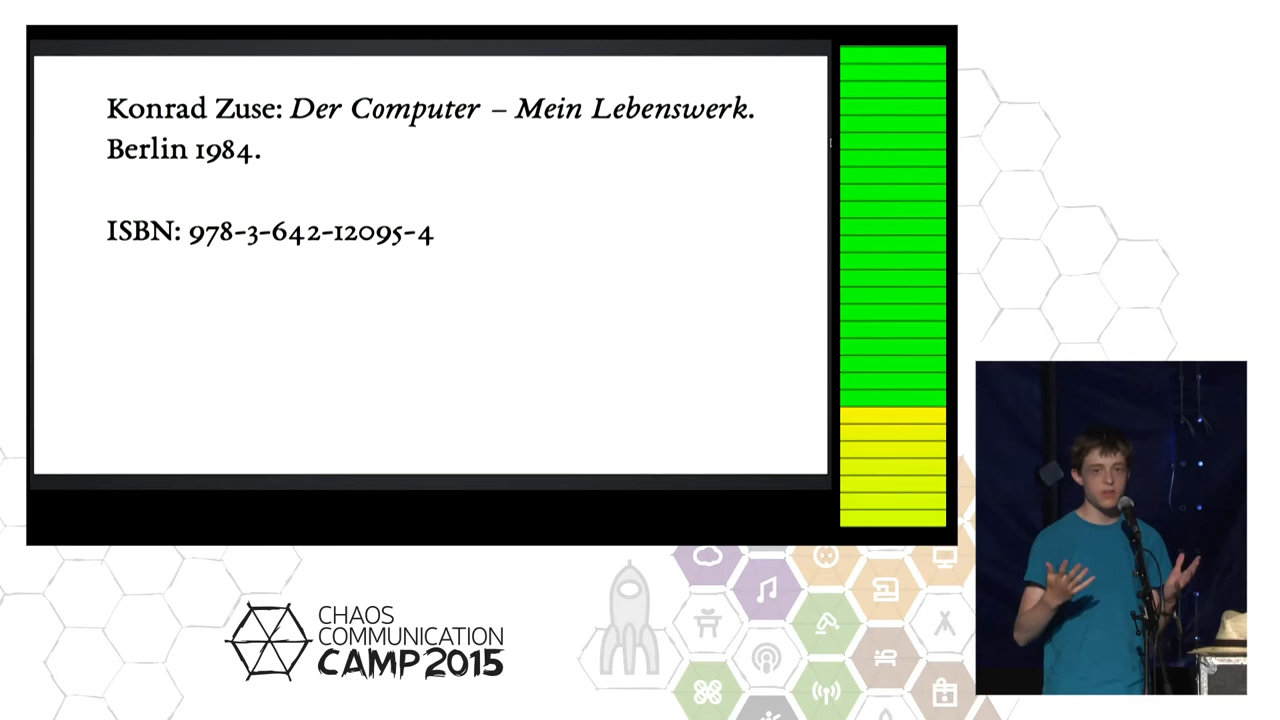 Konrad Zuse: Der Computer – Mein Lebenswerk.
Berlin 1984.
ISBN: 978-3-642-12095-4
CHAOS
COMMUNICATION
CAMP 2015